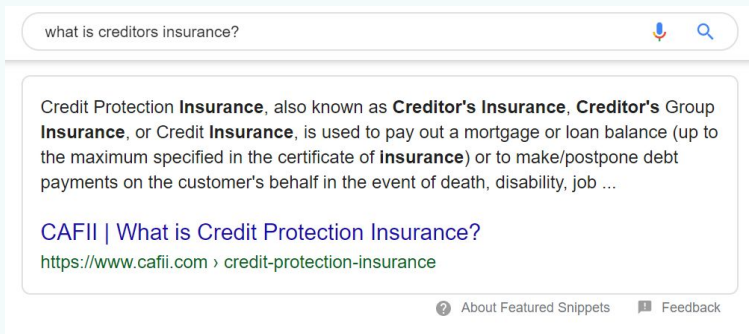 what is creditors insurance?
Credit Protection Insurance, also known as Creditor's Insurance, Creditor's Group
Insurance, or Credit Insurance, is used to pay out a mortgage or loan balance (up to
the maximum specified in the certificate of insurance) or to make/postpone debt
payments on the customer's behalf in the event of death, disability, job ...
CAFII | What is Credit Protection Insurance?
https://www.cafii.com › credit-protection-insurance
About Featured Snippets Feedback